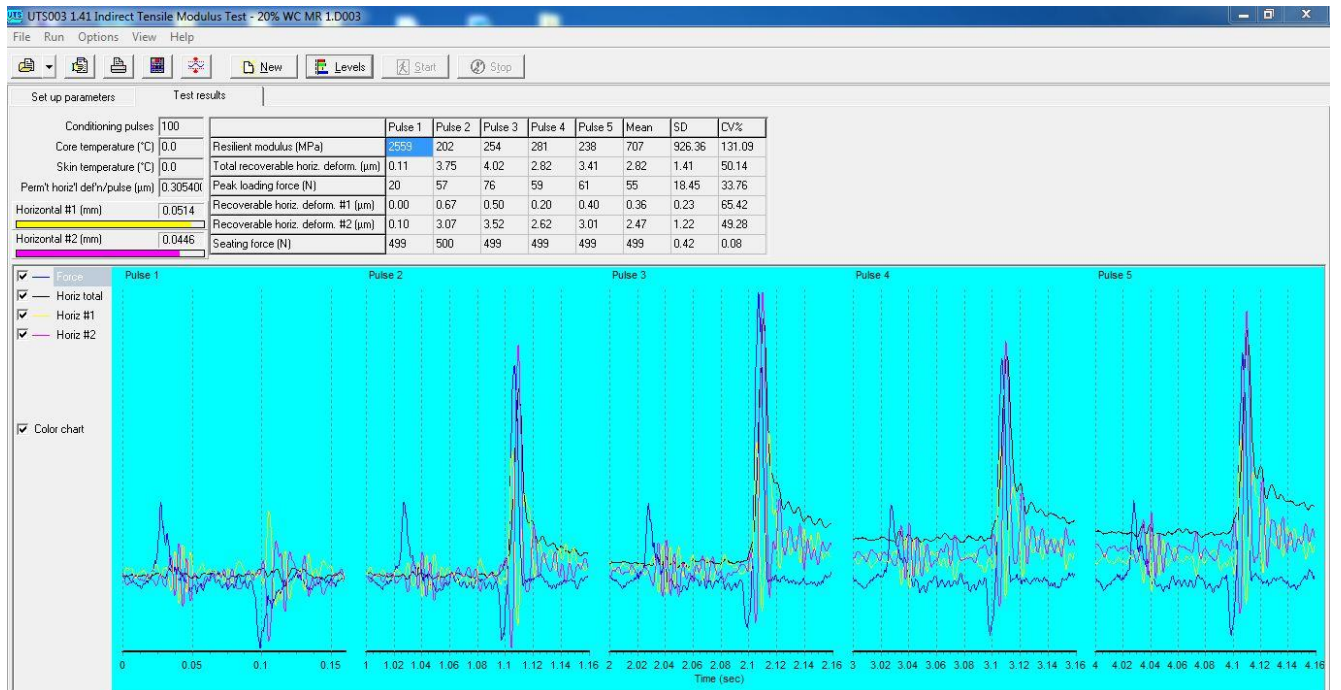 UTS003 1.41 Indirect Tensile Modulus Test - 20% WC MR 1.D003
File Run Options View Help
New Levels Start Stop
Set up parameters Test results
Conditioning pulses 100
Core temperature (°C) 0.0
Skin temperature (°C) 0.0
Perm't horiz'l def'n/pulse (µm) 0.30540(
Horizontal #1 (mm) 0.0514
Horizontal #2 (mm) 0.0446
Pulse 1 Pulse 2 Pulse 3 Pulse 4 Pulse 5 Mean SD CV%
Resilient modulus (MPa) 2559 202 254 281 238 707 926.36 131.09
Total recoverable horiz. deform. (µm) 0.11 3.75 4.02 2.82 3.41 2.82 1.41 50.14
Peak loading force (N) 20 57 76 59 61 55 18.45 33.76
Recoverable horiz. deform. #1 (µm) 0.00 0.67 0.50 0.20 0.40 0.36 0.23 65.42
Recoverable horiz. deform. #2 (µm) 0.10 3.07 3.52 2.62 3.01 2.47 1.22 49.28
Seating force (N) 499 500 499 499 499 499 0.42 0.08
Force
Horiz total
Horiz #1
Horiz #2
Color chart
Pulse 1 Pulse 2 Pulse 3 Pulse 4 Pulse 5
0 0.05 0.1 0.15 1 1.02 1.04 1.06 1.08 1.1 1.12 1.14 1.16 2 2.02 2.04 2.06 2.08 2.1 2.12 2.14 2.16 3 3.02 3.04 3.06 3.08 3.1 3.12 3.14 3.16 4 4.02 4.04 4.06 4.08 4.1 4.12 4.14 4.16
Time (sec)